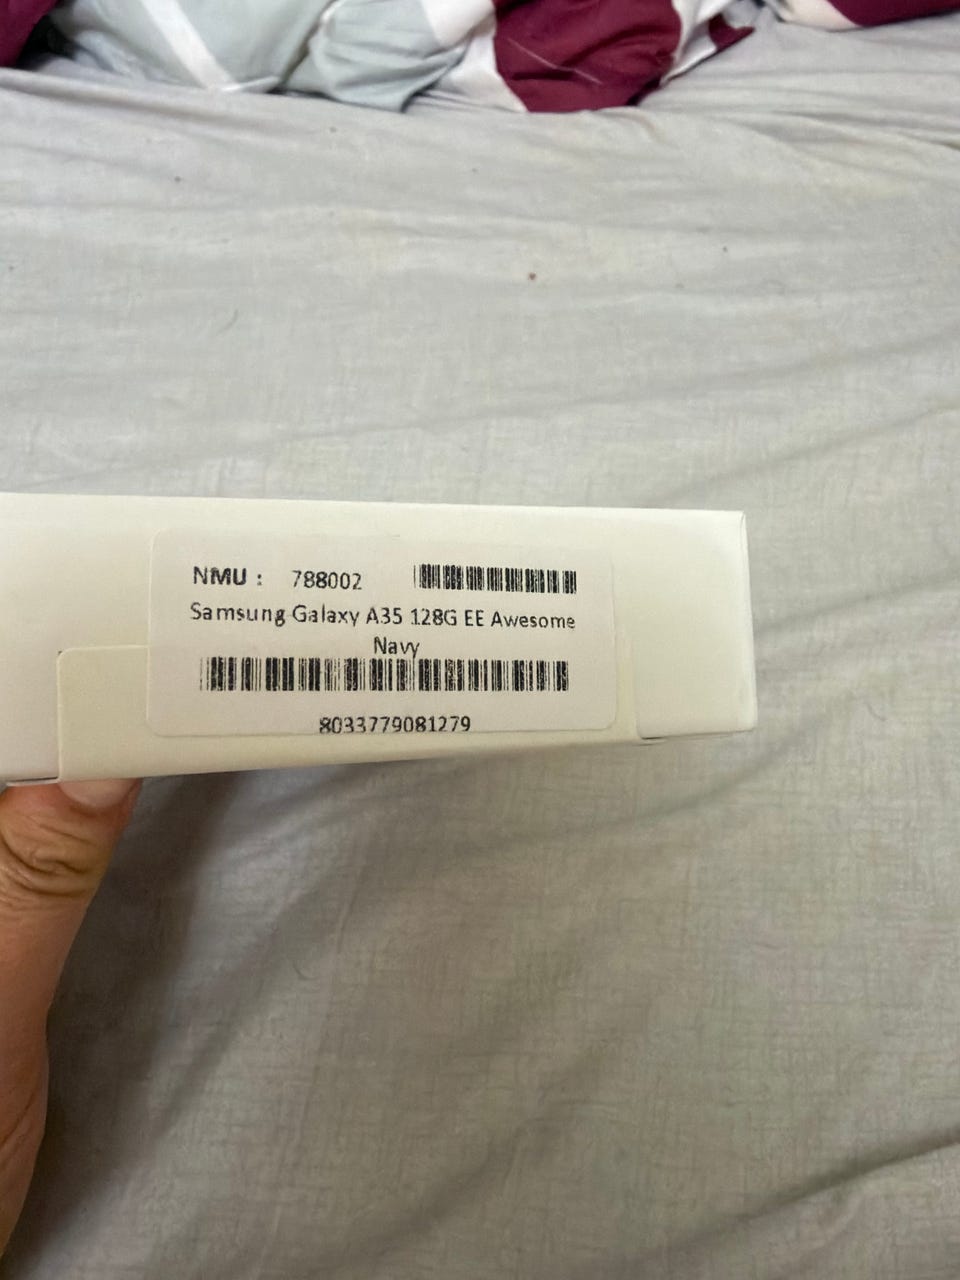 NMU : 788002
Samsung Galaxy A35 128G EE Awesome
Navy
8033779081279